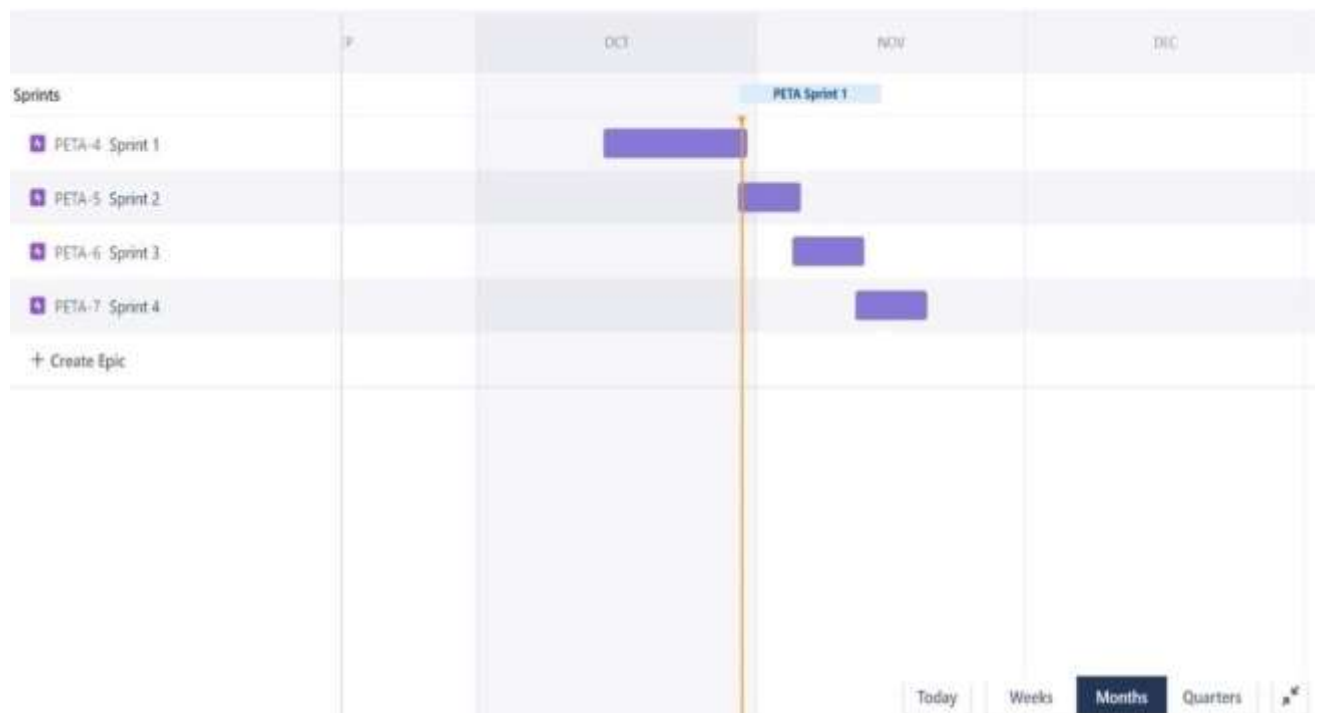 P OCT NOV DEC
Sprints PETA Sprint 1
PETA-4 Sprint 1
PETA-5 Sprint 2
PETA-6 Sprint 3
PETA-7 Sprint 4
+ Create Epic
Today Weeks Months Quarters